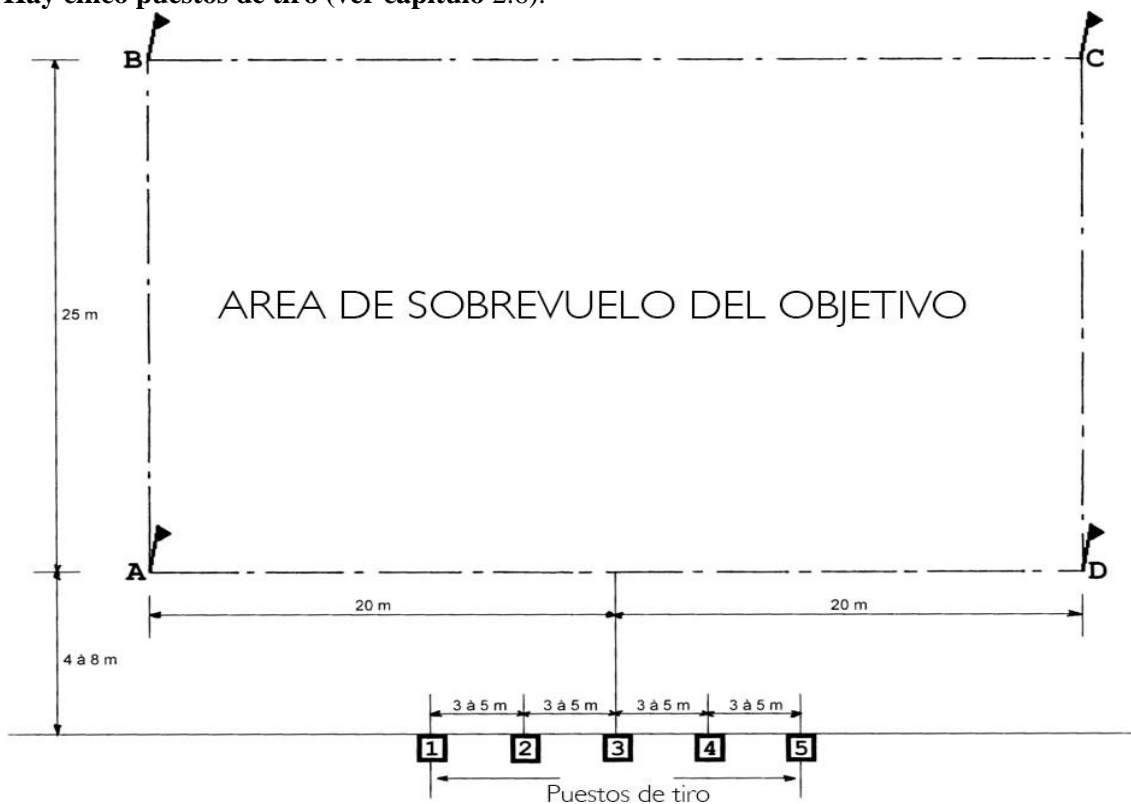 Hay cinco puestos de tiro (ver capítulo 2.8).
B
C
25 m
AREA DE SOBREVUELO DEL OBJETIVO
A
D
20 m
20 m
4 à 8 m
3 à 5 m
3 à 5 m
3 à 5 m
3 à 5 m
1
2
3
4
5
Puestos de tiro